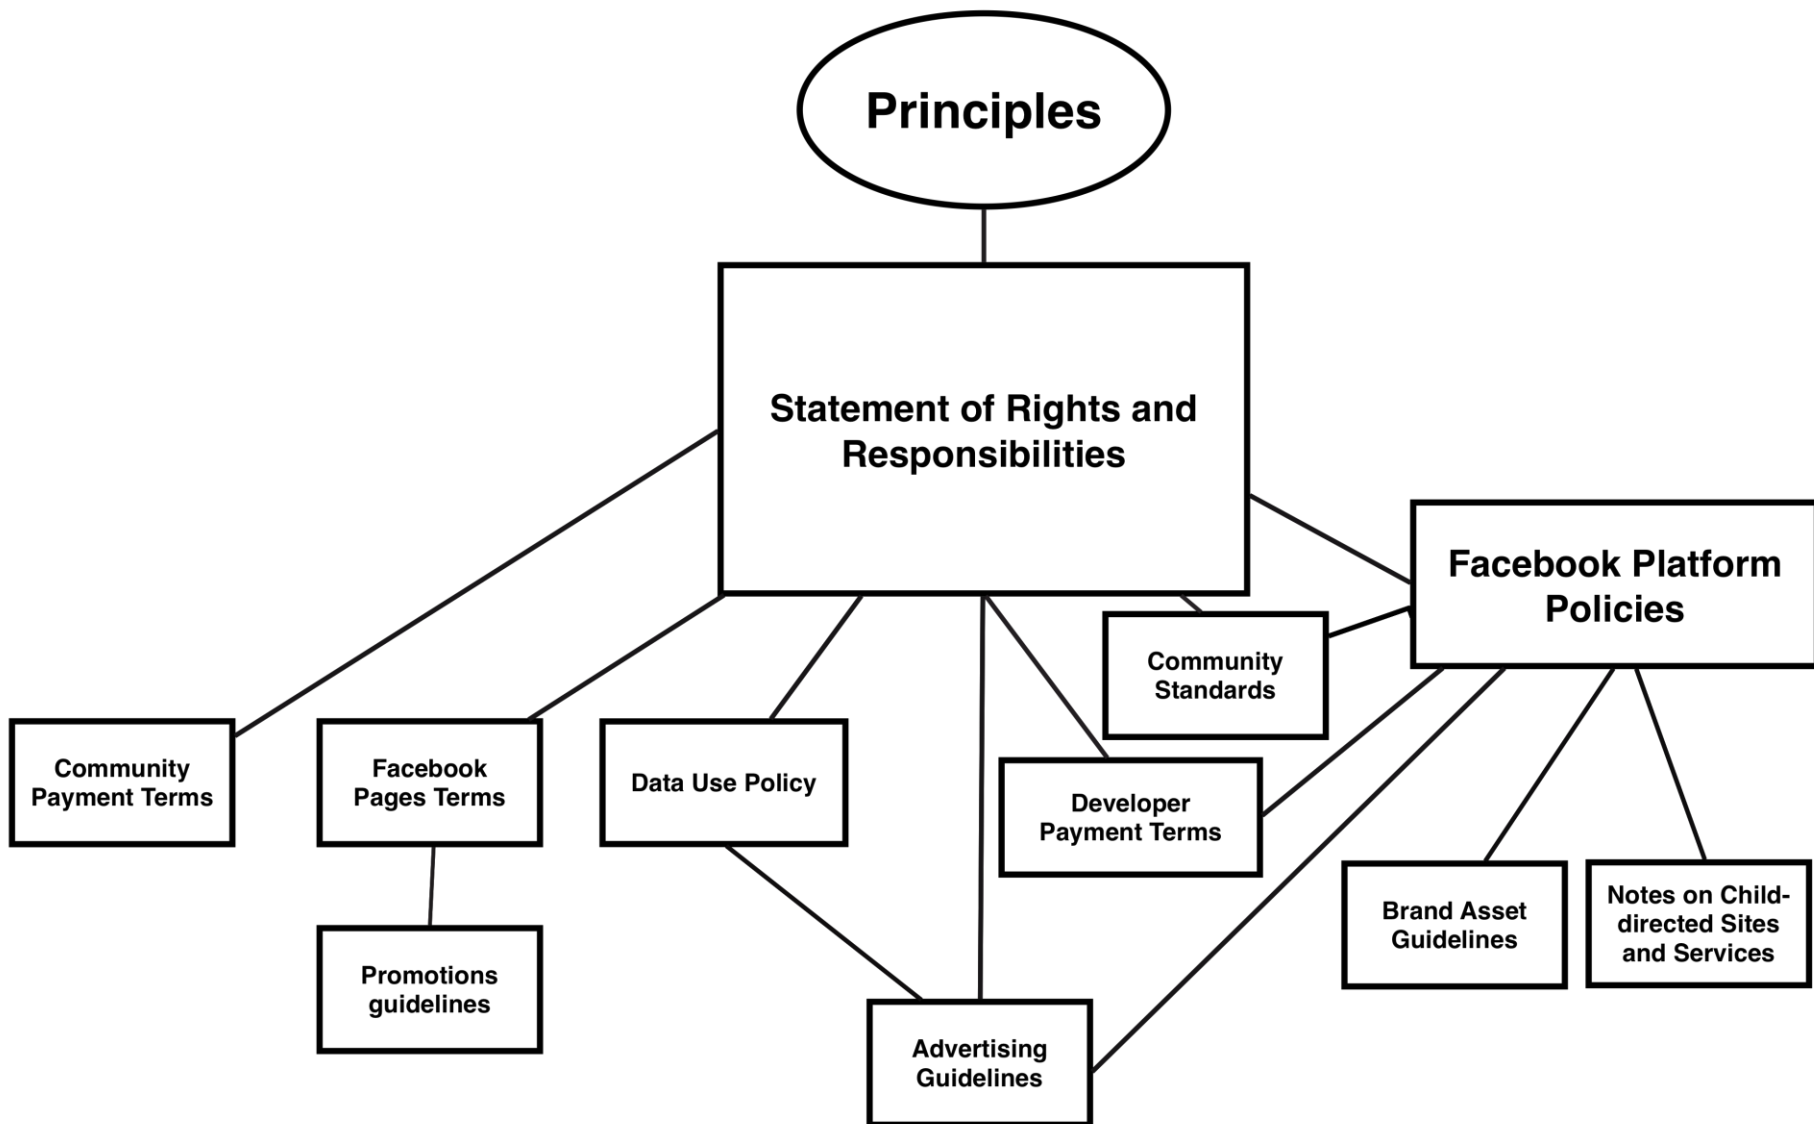 Principles
Statement of Rights and
Responsibilities
Facebook Platform
Policies
Community
Standards
Community
Payment Terms
Facebook
Pages Terms
Data Use Policy
Developer
Payment Terms
Brand Asset
Guidelines
Notes on Child-
directed Sites
and Services
Promotions
guidelines
Advertising
Guidelines